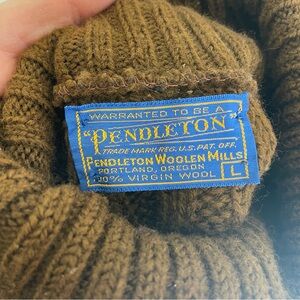 WARRANTED TO BE A
"PENDLETON"
TRADE MARK REG. U.S. PAT. OFF.
PENDLETON WOOLEN MILLS
PORTLAND, OREGON
100% VIRGIN WOOL L